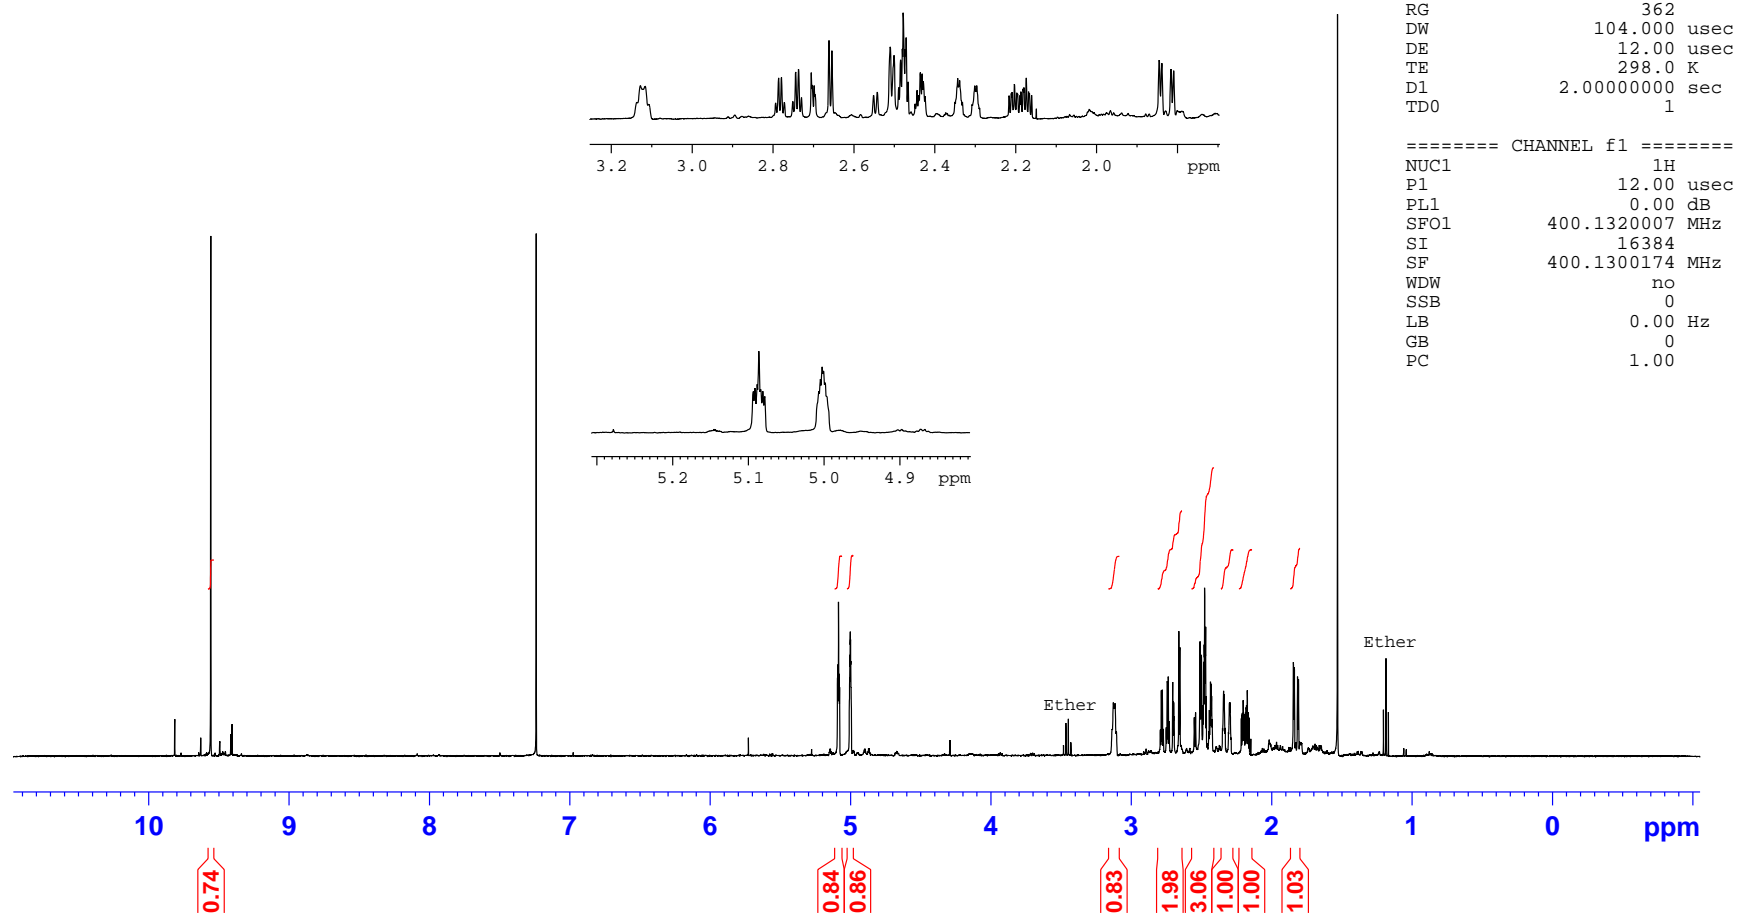 RG 362
DW 104.000 usec
DE 12.00 usec
TE 298.0 K
D1 2.00000000 sec
TD0 1
======== CHANNEL f1 ========
NUC1 1H
P1 12.00 usec
PL1 0.00 dB
SFO1 400.1320007 MHz
SI 16384
SF 400.1300174 MHz
WDW no
SSB 0
LB 0.00 Hz
GB 0
PC 1.00
3.2 3.0 2.8 2.6 2.4 2.2 2.0 ppm
5.2 5.1 5.0 4.9 ppm
Ether
Ether
10 9 8 7 6 5 4 3 2 1 0 ppm
0.74 0.84 0.86 0.83 1.98 3.06 1.00 1.00 1.03